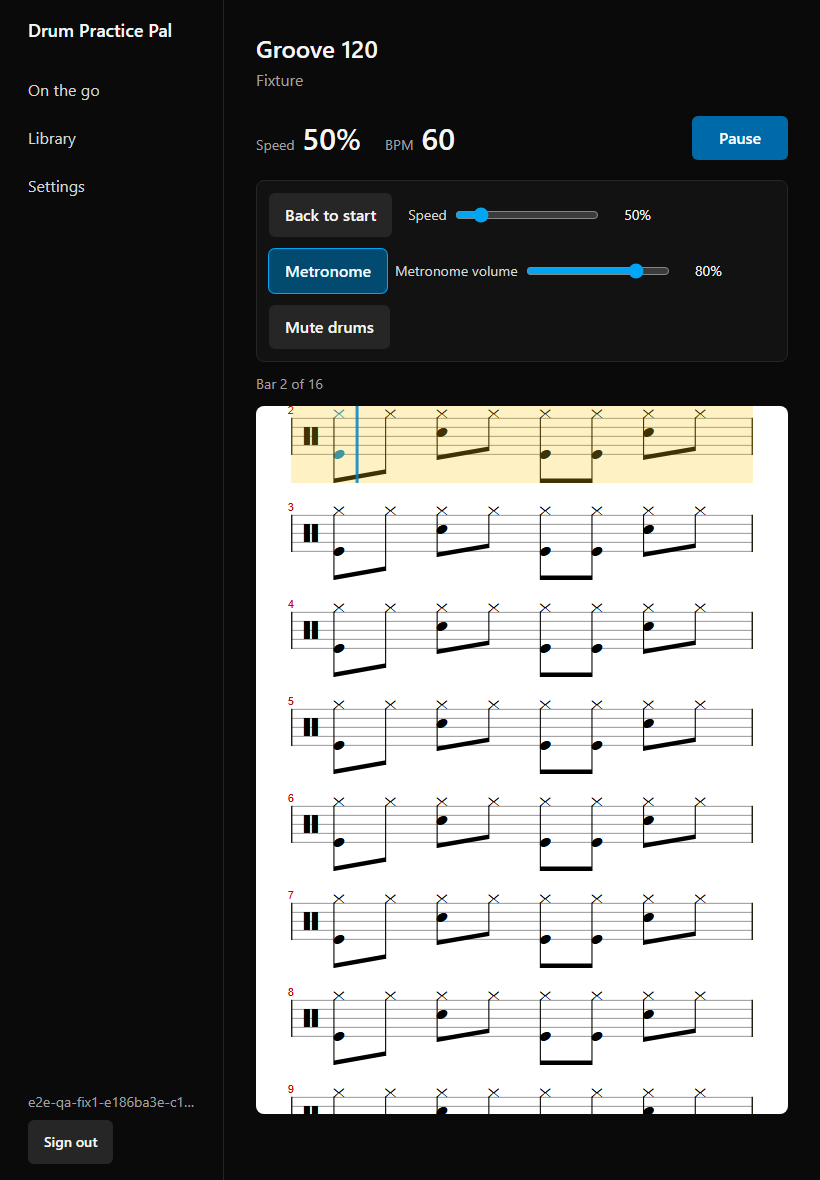 Drum Practice Pal
On the go
Library
Settings
e2e-qa-fix1-e186ba3e-c1...
Sign out
Groove 120
Fixture
Speed 50% BPM 60
Pause
Back to start Speed 50%
Metronome Metronome volume 80%
Mute drums
Bar 2 of 16
2
3
4
5
6
7
8
9